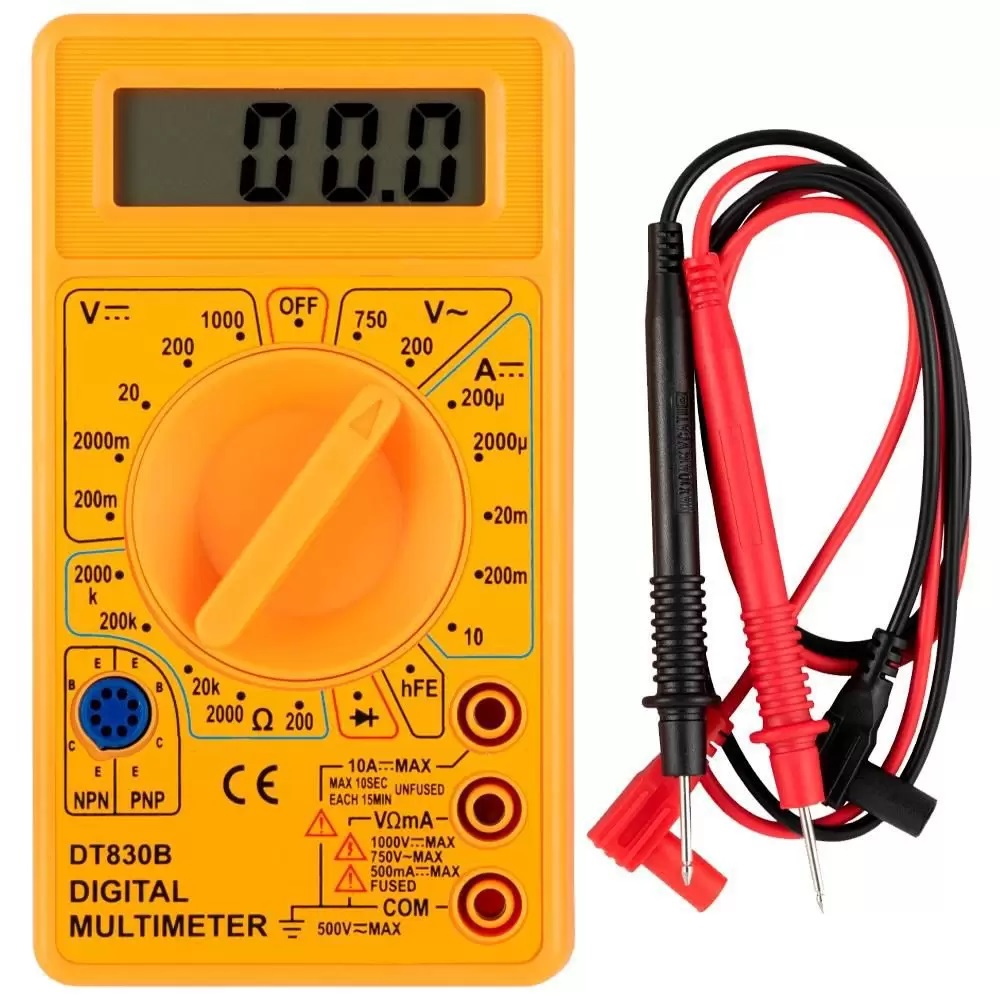 00.0
V⎓
1000
OFF
750
V~
200
200
A⎓
20
200µ
2000m
2000µ
200m
20m
2000
k
200m
200k
10
E E
B B
20k
2000
Ω
200
hFE
C C
E E
NPN PNP
CE
10A⎓MAX
MAX 10SEC
EACH 15MIN
UNFUSED
VΩmA
1000V⎓MAX
750V~MAX
500mA⎓MAX
FUSED
COM
500V≂MAX
DT830B
DIGITAL
MULTIMETER